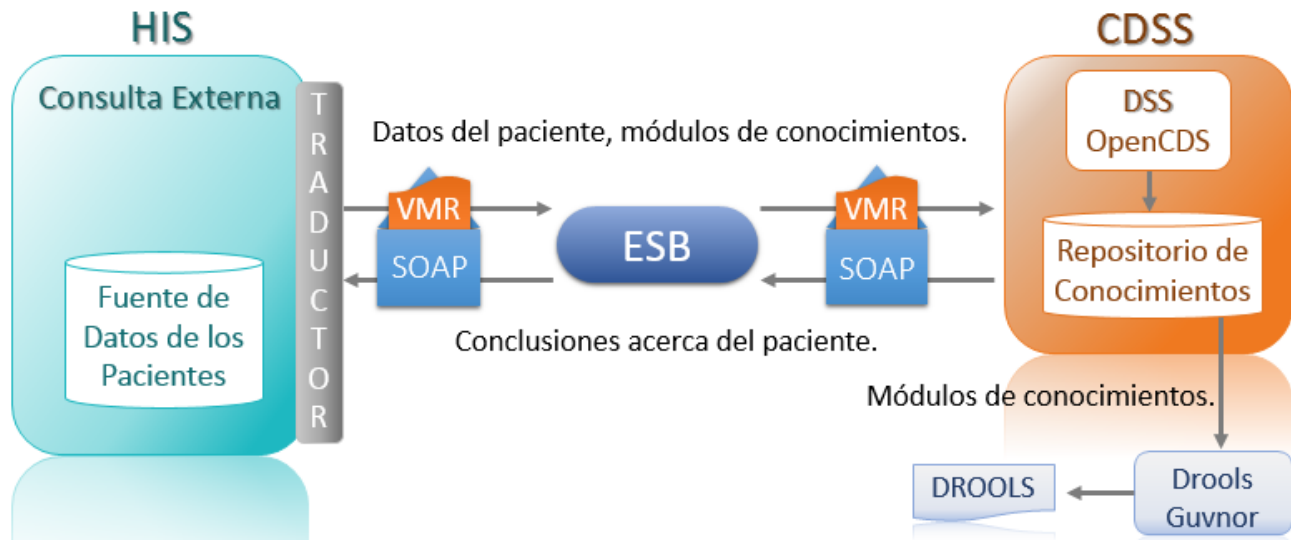 HIS
CDSS
Consulta Externa
TRADUCTOR
Fuente de
Datos de los
Pacientes
Datos del paciente, módulos de conocimientos.
VMR
SOAP
ESB
VMR
SOAP
Conclusiones acerca del paciente.
DSS
OpenCDS
Repositorio de
Conocimientos
Módulos de conocimientos.
DROOLS
Drools
Guvnor